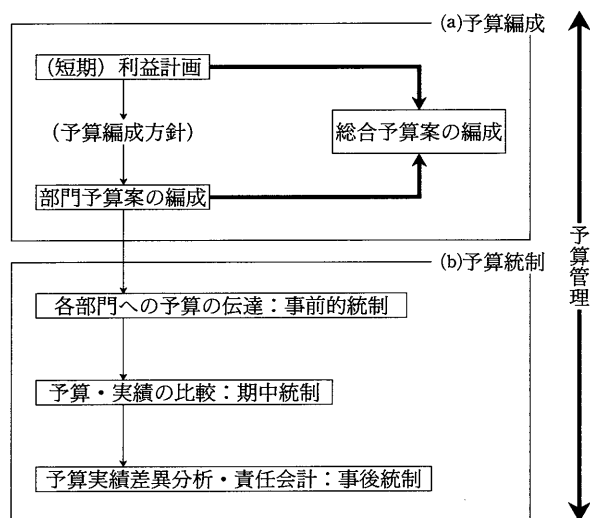 (a)予算編成
(短期) 利益計画
(予算編成方針)
総合予算案の編成
部門予算案の編成
(b)予算統制
各部門への予算の伝達：事前的統制
予算・実績の比較：期中統制
予算実績差異分析・責任会計：事後統制
予算管理